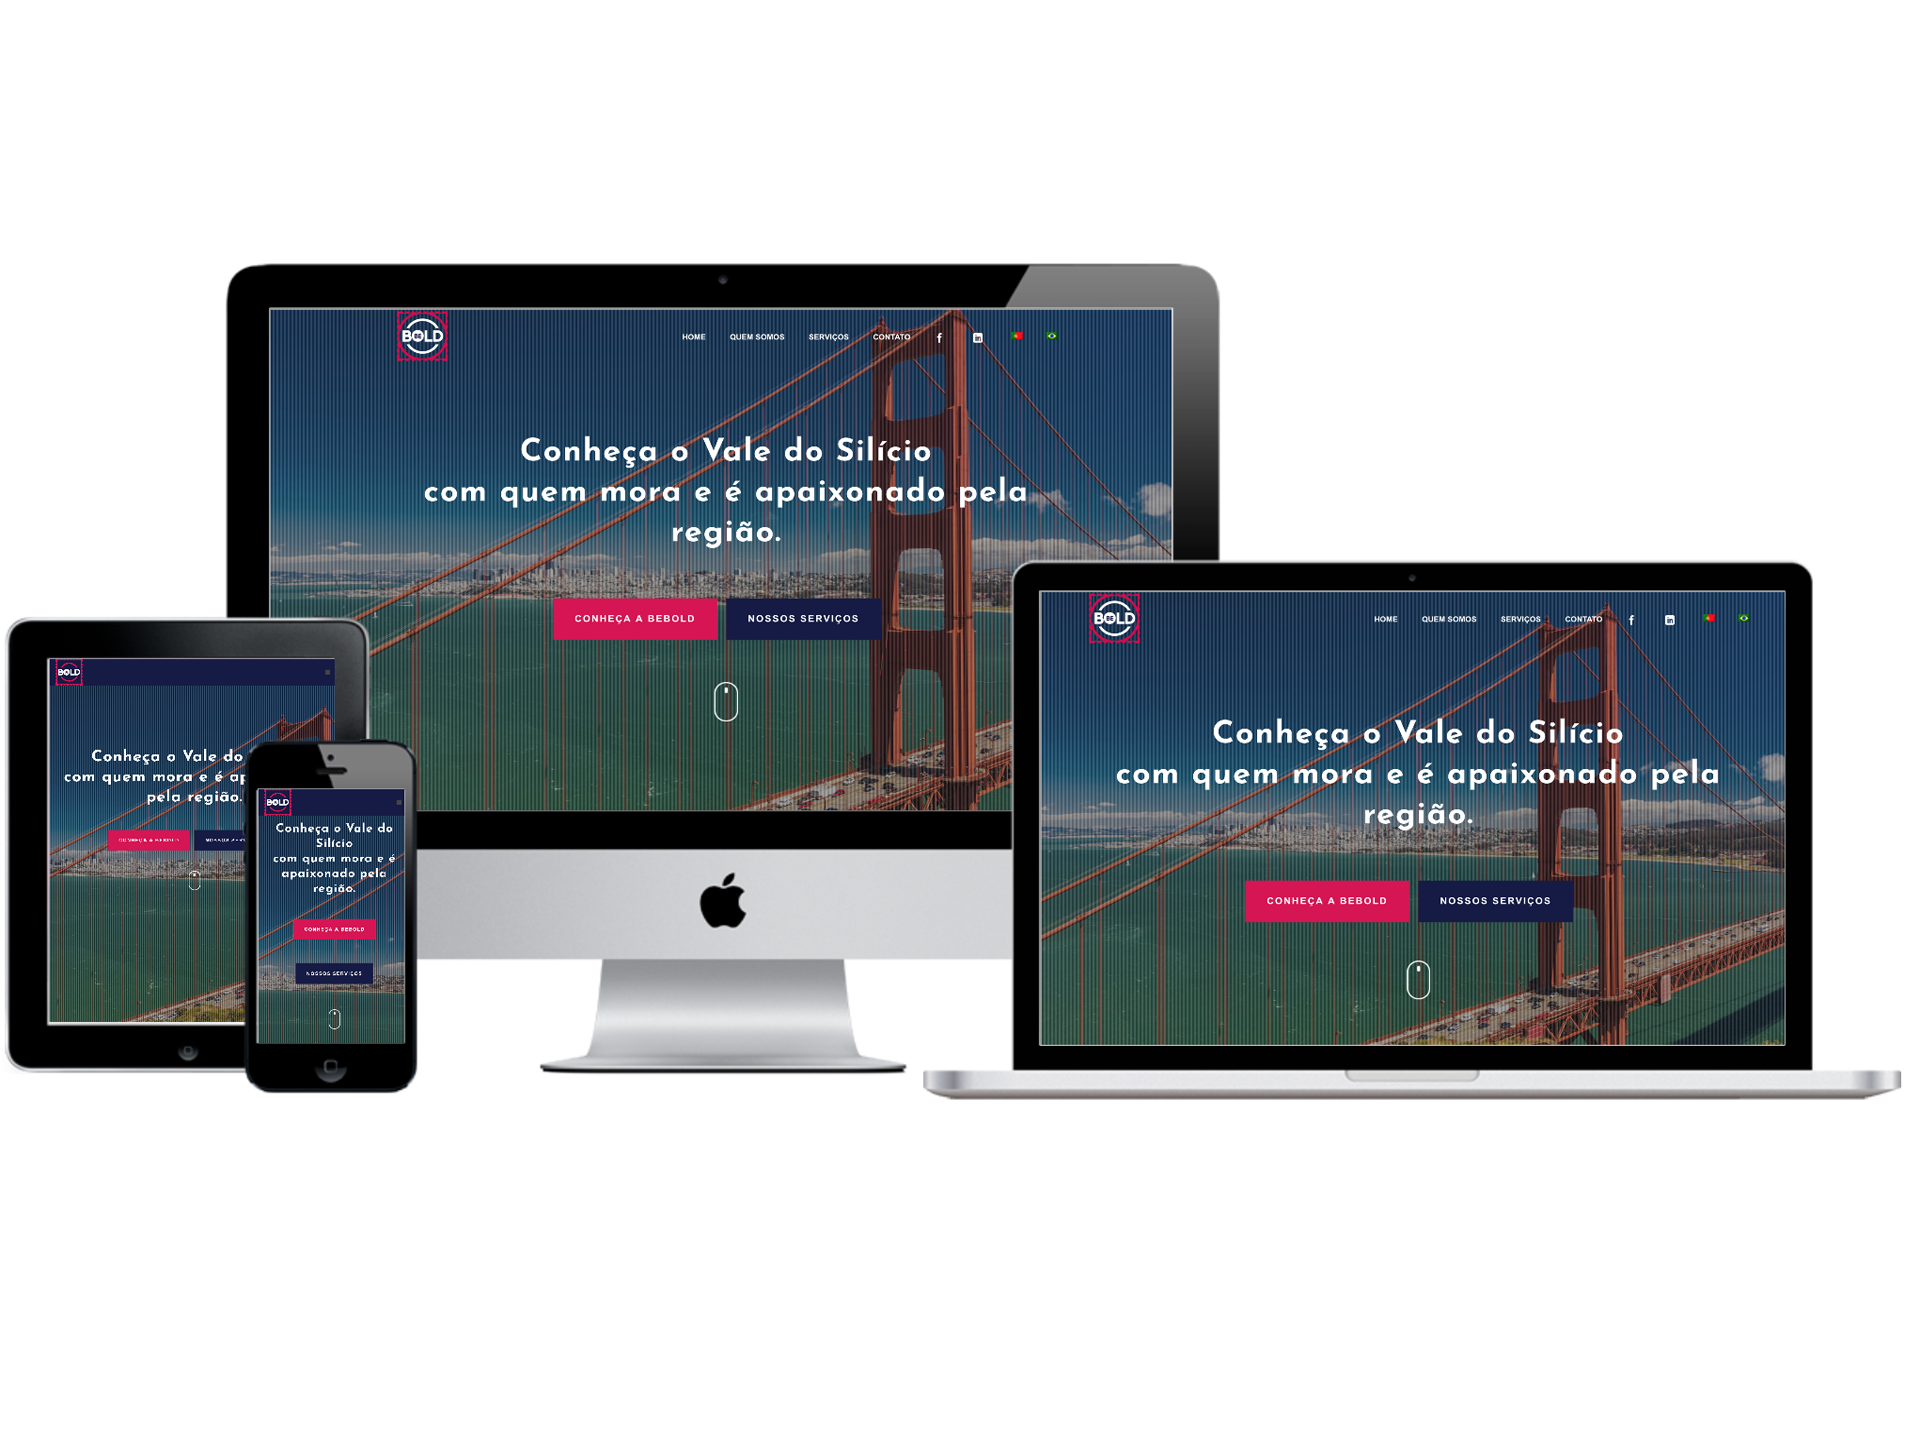 BOLD
HOME QUEM SOMOS SERVIÇOS CONTATO
Conheça o Vale do Silício
com quem mora e é apaixonado pela
região.
CONHEÇA A BEBOLD NOSSOS SERVIÇOS
BOLD
HOME QUEM SOMOS SERVIÇOS CONTATO
Conheça o Vale do Silício
com quem mora e é apaixonado pela
região.
CONHEÇA A BEBOLD NOSSOS SERVIÇOS
BOLD
Conheça o Vale do
com quem mora e é
pela região.
CONHEÇA A BEBOLD
BOLD
Conheça o Vale do
Silício
com quem mora e é
apaixonado pela
região.
CONHEÇA A BEBOLD
NOSSOS SERVIÇOS